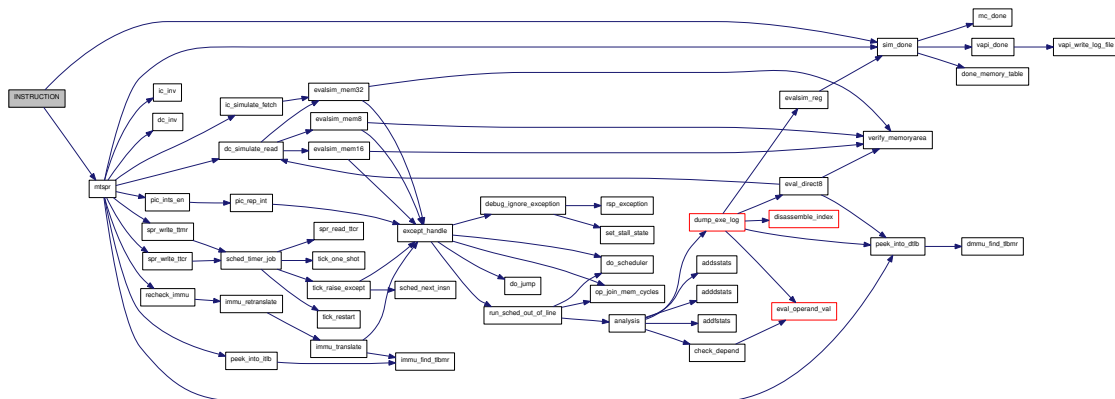 INSTRUCTION
mtspr
ic_inv
dc_inv
ic_simulate_fetch
dc_simulate_read
pic_ints_en
pic_rep_int
spr_write_ttmr
spr_write_ttcr
sched_timer_job
recheck_immu
immu_retranslate
peek_into_itlb
evalsim_mem32
evalsim_mem8
evalsim_mem16
spr_read_ttcr
tick_one_shot
tick_raise_except
tick_restart
immu_translate
immu_find_tlbmr
sched_next_insn
except_handle
debug_ignore_exception
do_jump
run_sched_out_of_line
rsp_exception
set_stall_state
do_scheduler
op_join_mem_cycles
analysis
dump_exe_log
addsstats
adddstats
addfstats
check_depend
evalsim_reg
eval_direct8
disassemble_index
eval_operand_val
sim_done
verify_memoryarea
peek_into_dtlb
mc_done
vapi_done
done_memory_table
dmmu_find_tlbmr
vapi_write_log_file